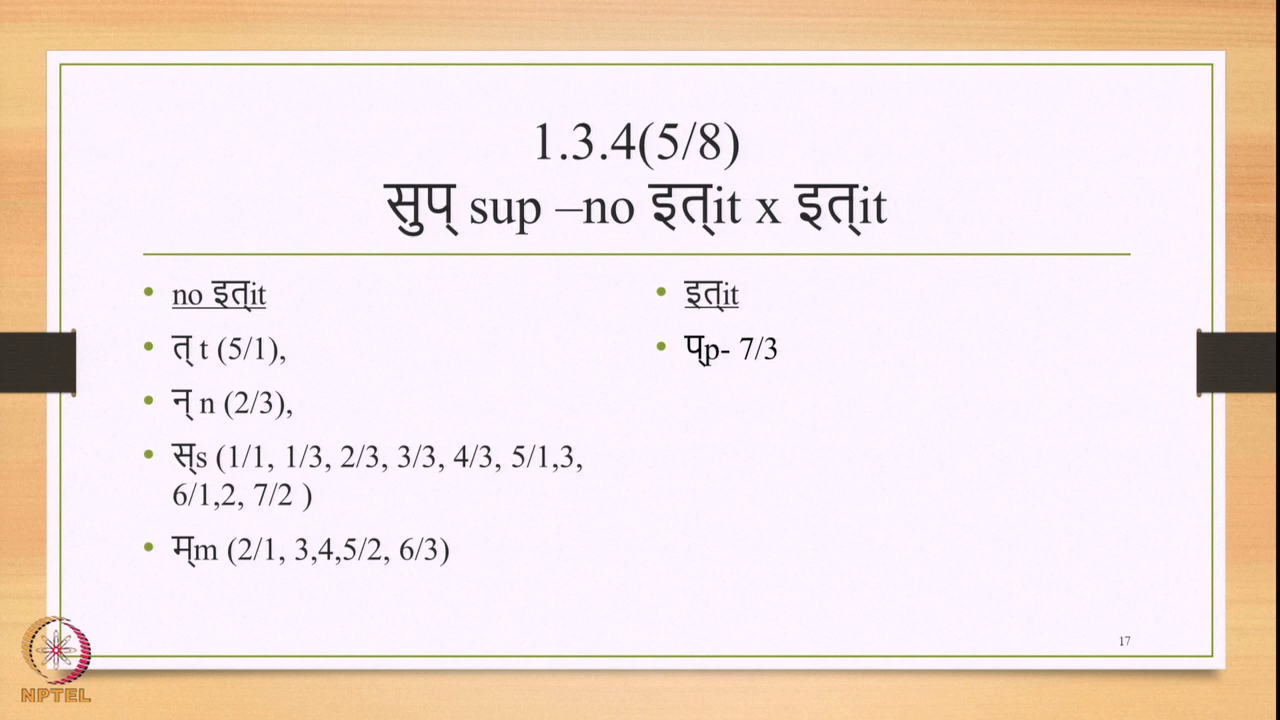 1.3.4(5/8)
सुप् sup –no इत्it x इत्it
• no इत्it
• त् t (5/1),
• न् n (2/3),
• स्s (1/1, 1/3, 2/3, 3/3, 4/3, 5/1,3,
6/1,2, 7/2 )
• म्m (2/1, 3,4,5/2, 6/3)
• इत्it
• प्p- 7/3
17
NPTEL